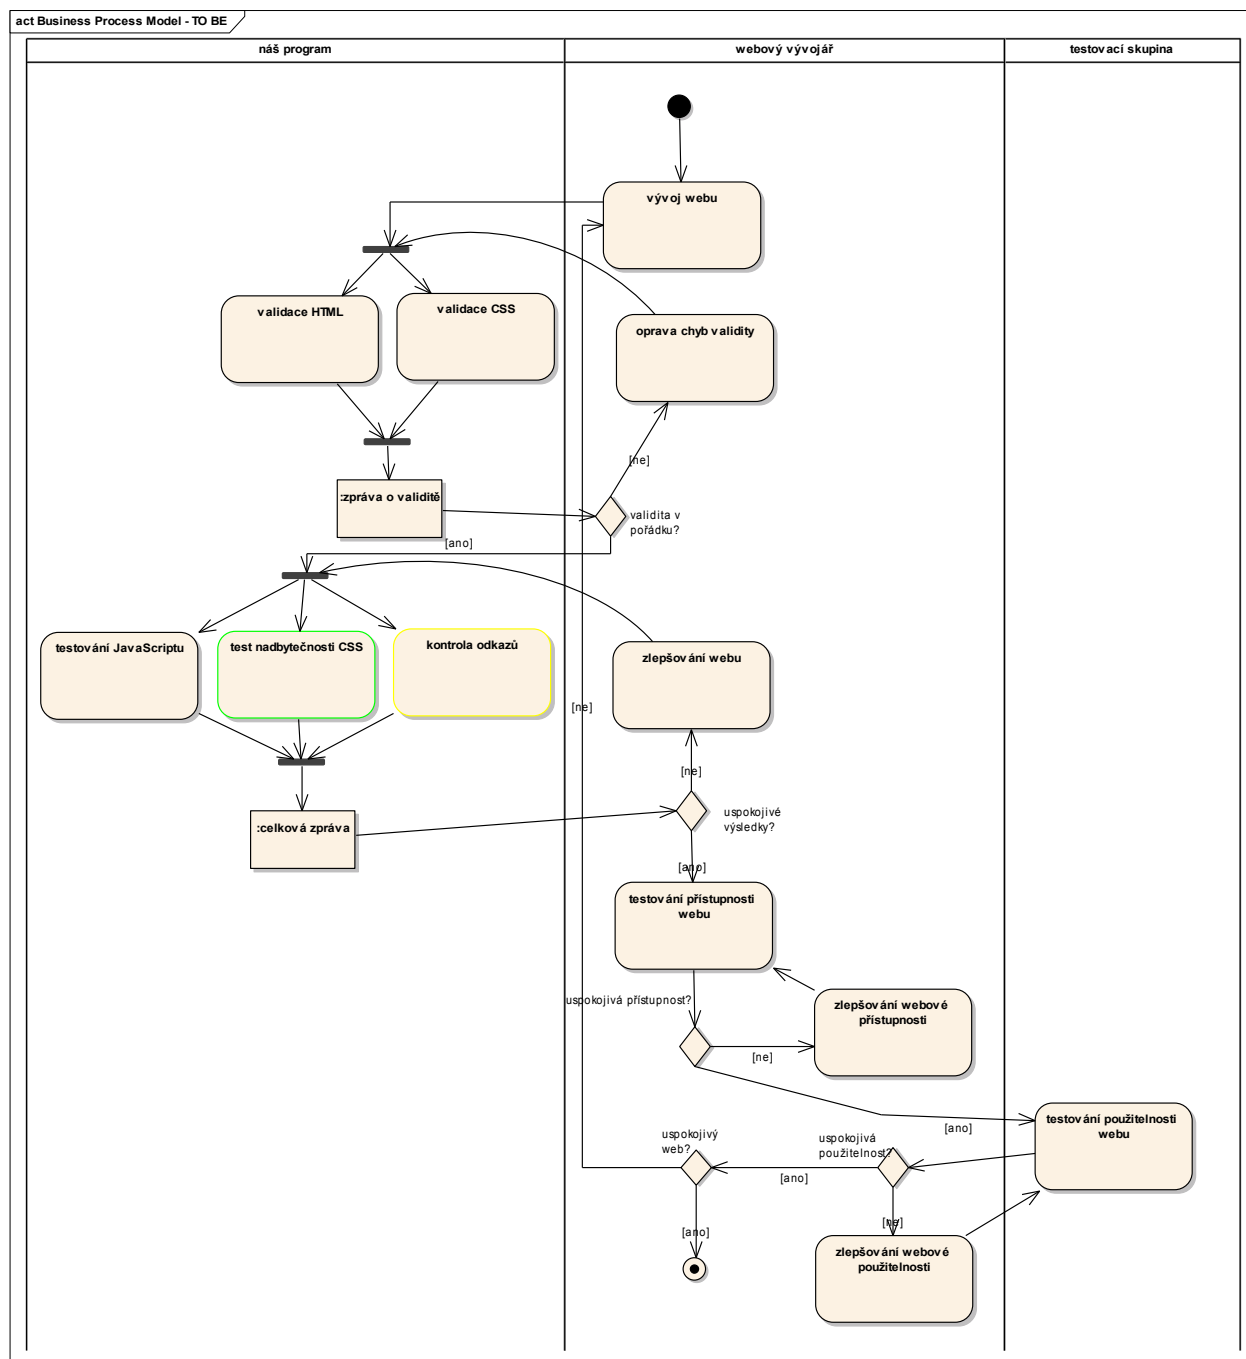 act Business Process Model - TO BE
náš program
webový vývojář
testovací skupina
vývoj webu
validace HTML
validace CSS
oprava chyb validity
[ne]
:zpráva o validitě
validita v
pořádku?
[ano]
testování JavaScriptu
test nadbytečnosti CSS
kontrola odkazů
zlepšování webu
[ne]
[ne]
:celková zpráva
uspokojivé
výsledky?
[ano]
testování přístupnosti
webu
uspokojivá přístupnost?
zlepšování webové
přístupnosti
[ne]
testování použitelnosti
webu
[ano]
uspokojivý
web?
uspokojivá
použitelnost?
[ano]
[ne]
[ano]
zlepšování webové
použitelnosti